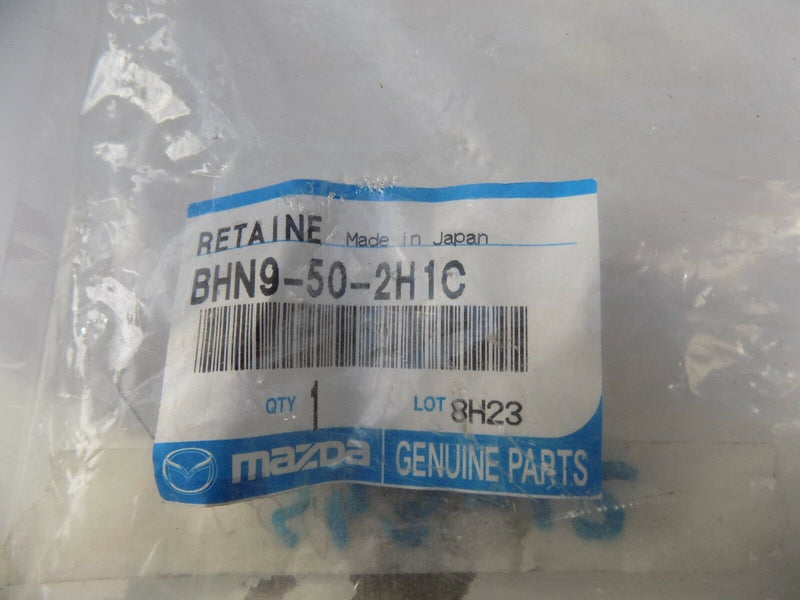 RETAINE Made in Japan
BHN9-50-2H1C
QTY 1 LOT 8H23
mazda GENUINE PARTS